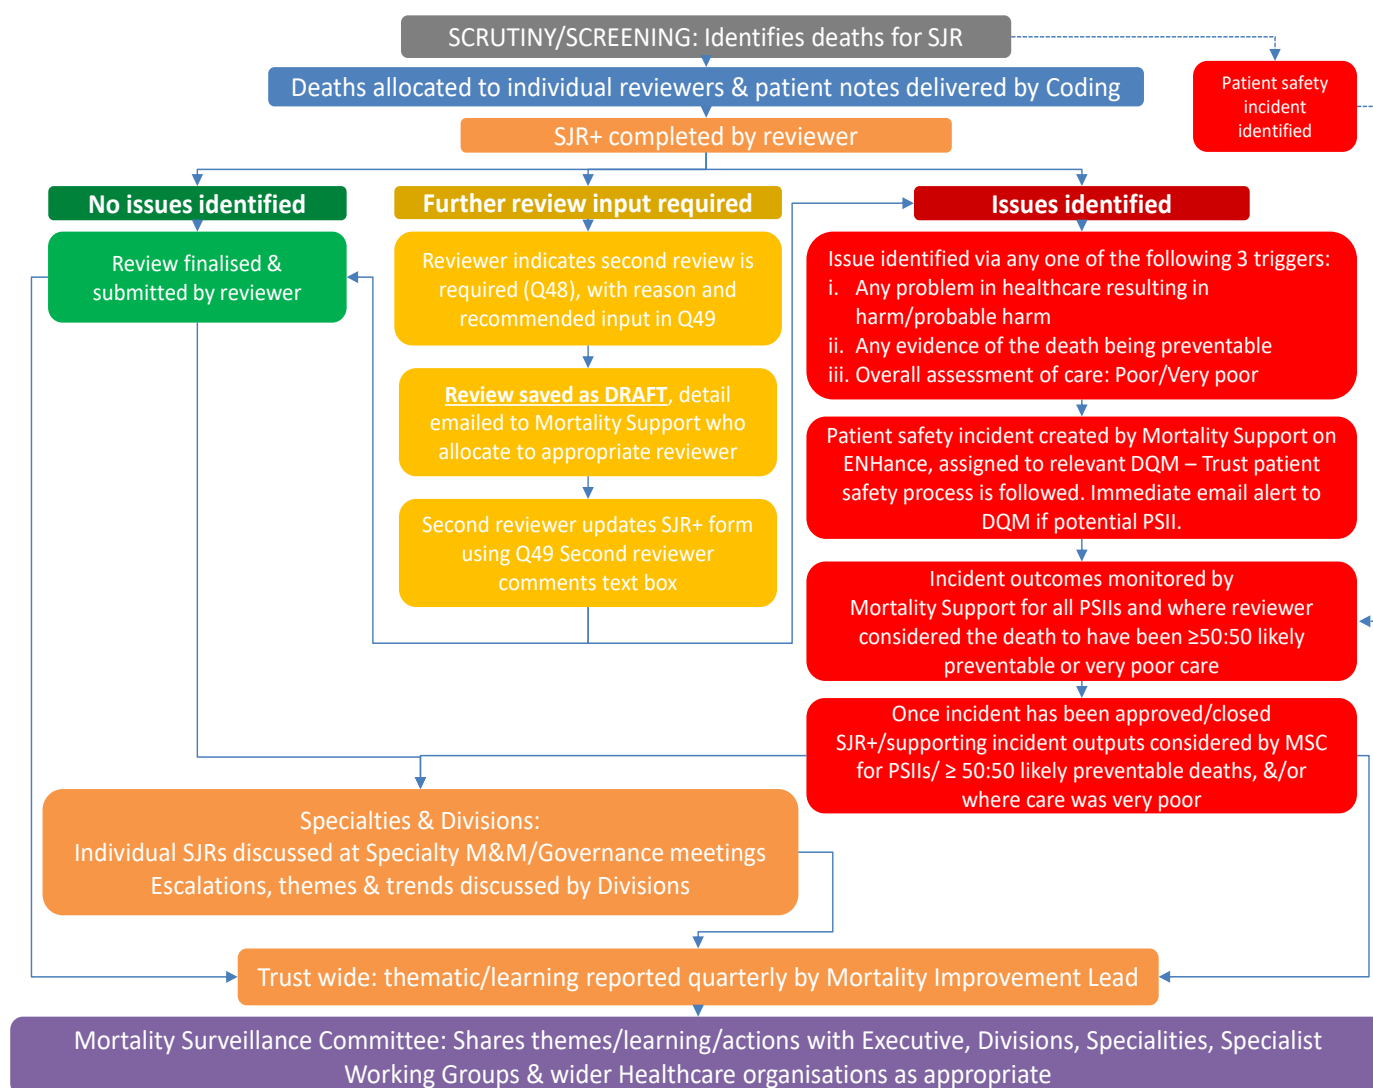 SCRUTINY/SCREENING: Identifies deaths for SJR
Deaths allocated to individual reviewers & patient notes delivered by Coding
Patient safety
incident
identified
SJR+ completed by reviewer
No issues identified
Further review input required
Issues identified
Review finalised &
submitted by reviewer
Reviewer indicates second review is
required (Q48), with reason and
recommended input in Q49
Review saved as DRAFT, detail
emailed to Mortality Support who
allocate to appropriate reviewer
Second reviewer updates SJR+ form
using Q49 Second reviewer
comments text box
Issue identified via any one of the following 3 triggers:
i. Any problem in healthcare resulting in
harm/probable harm
ii. Any evidence of the death being preventable
iii. Overall assessment of care: Poor/Very poor
Patient safety incident created by Mortality Support on
ENHance, assigned to relevant DQM – Trust patient
safety process is followed. Immediate email alert to
DQM if potential PSII.
Incident outcomes monitored by
Mortality Support for all PSIIs and where reviewer
considered the death to have been ≥50:50 likely
preventable or very poor care
Once incident has been approved/closed
SJR+/supporting incident outputs considered by MSC
for PSIIs/ ≥ 50:50 likely preventable deaths, &/or
where care was very poor
Specialties & Divisions:
Individual SJRs discussed at Specialty M&M/Governance meetings
Escalations, themes & trends discussed by Divisions
Trust wide: thematic/learning reported quarterly by Mortality Improvement Lead
Mortality Surveillance Committee: Shares themes/learning/actions with Executive, Divisions, Specialities, Specialist
Working Groups & wider Healthcare organisations as appropriate